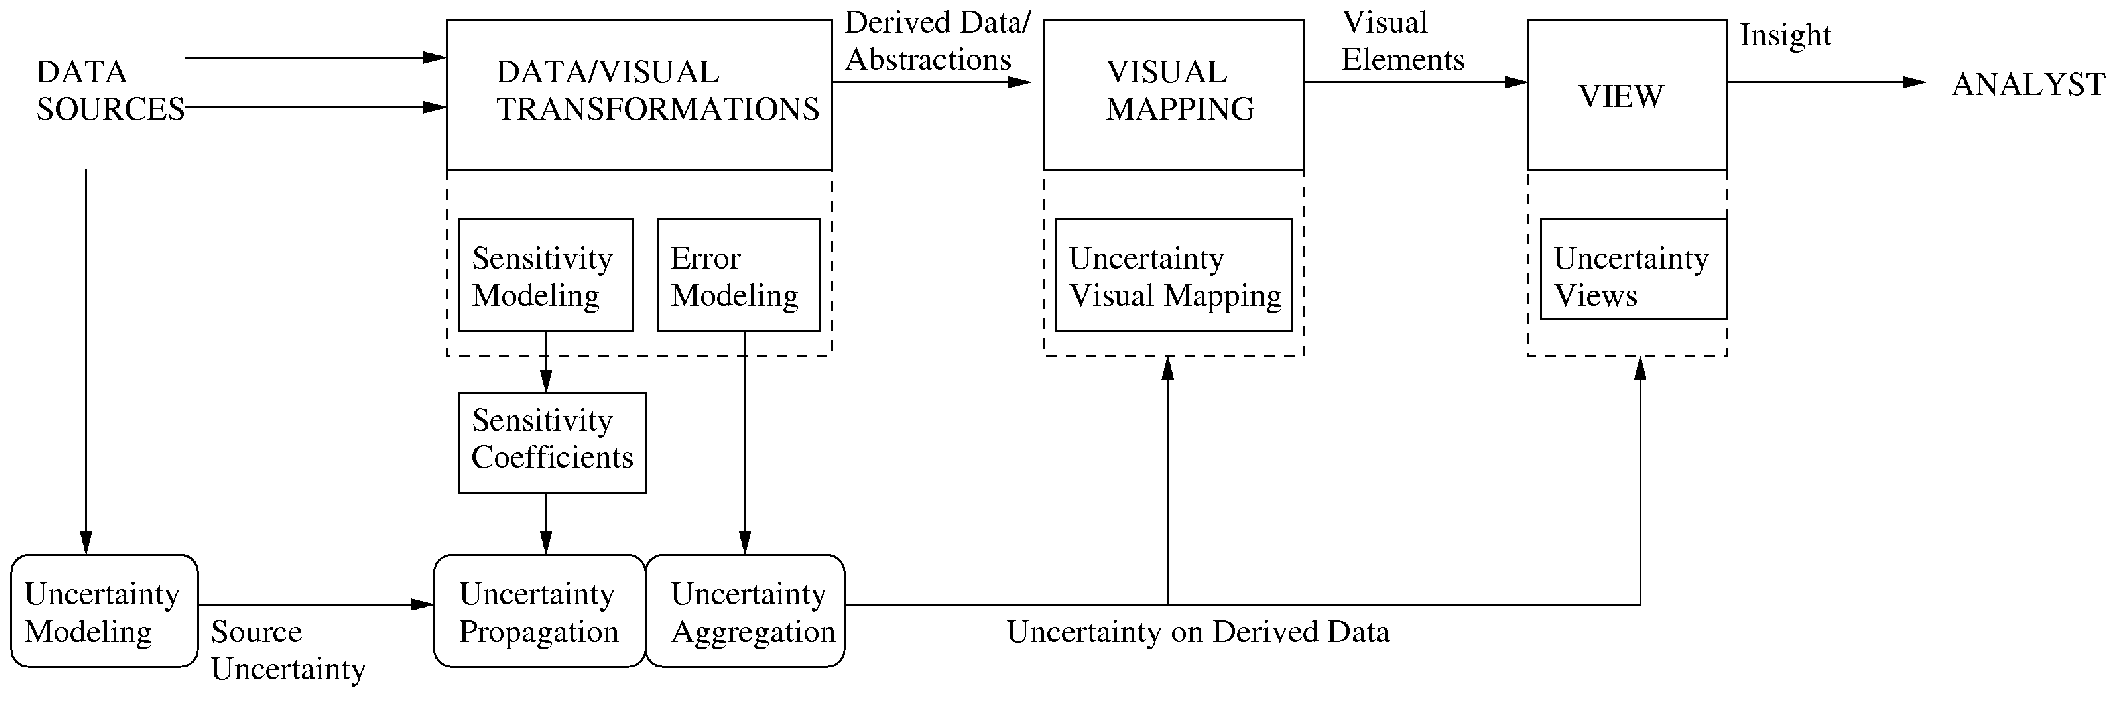 DATA
SOURCES
DATA/VISUAL
TRANSFORMATIONS
Derived Data/
Abstractions
VISUAL
MAPPING
Visual
Elements
VIEW
Insight
ANALYST
Sensitivity
Modeling
Error
Modeling
Uncertainty
Visual Mapping
Uncertainty
Views
Sensitivity
Coefficients
Uncertainty
Modeling
Source
Uncertainty
Uncertainty
Propagation
Uncertainty
Aggregation
Uncertainty on Derived Data